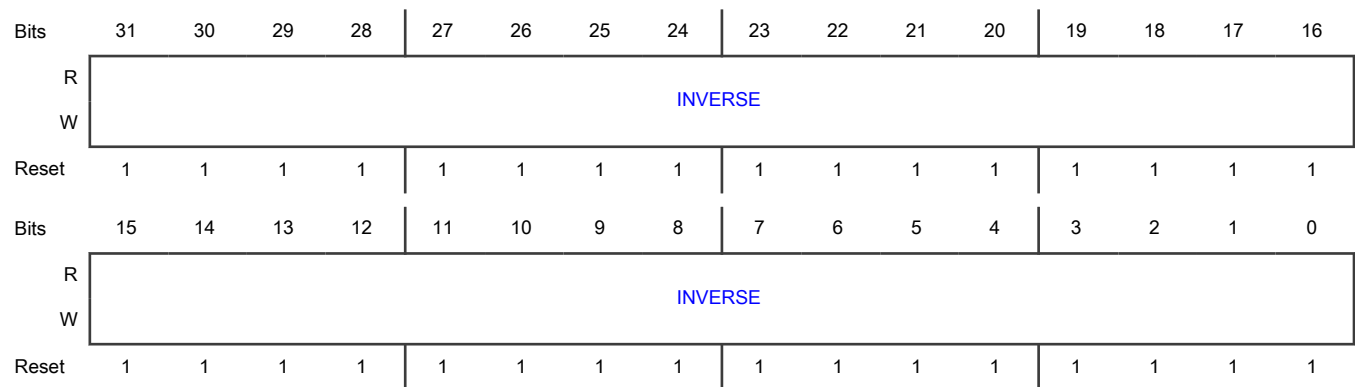 Bits 31 30 29 28 27 26 25 24 23 22 21 20 19 18 17 16
R
INVERSE
W
Reset 1 1 1 1 1 1 1 1 1 1 1 1 1 1 1 1
Bits 15 14 13 12 11 10 9 8 7 6 5 4 3 2 1 0
R
INVERSE
W
Reset 1 1 1 1 1 1 1 1 1 1 1 1 1 1 1 1